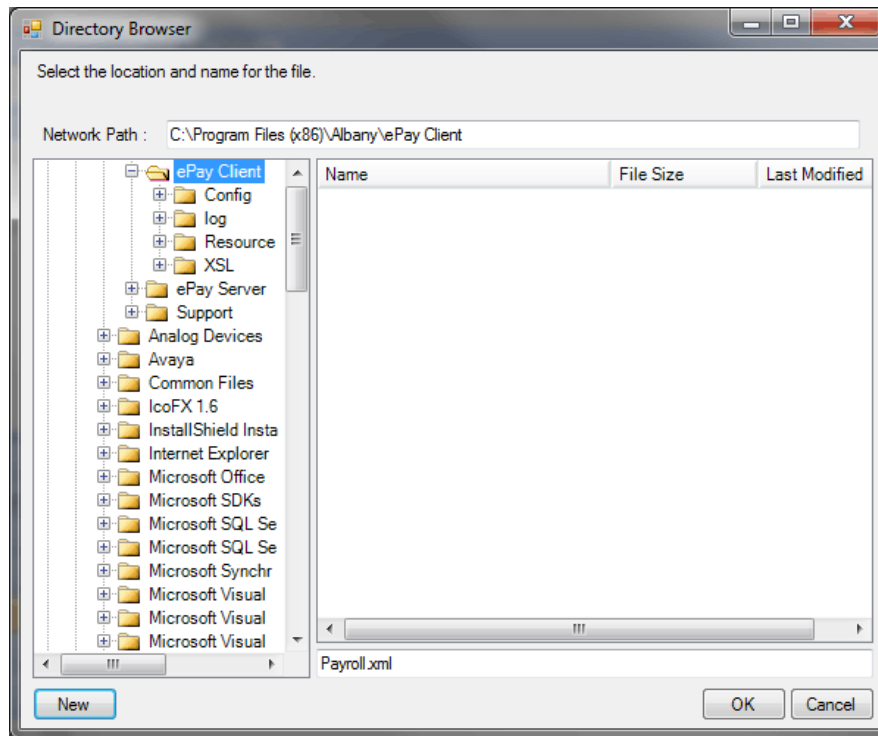 Directory Browser
Select the location and name for the file.
Network Path : C:\Program Files (x86)\Albany\ePay Client
ePay Client
Config
log
Resource
XSL
ePay Server
Support
Analog Devices
Avaya
Common Files
IcoFX 1.6
InstallShield Insta
Internet Explorer
Microsoft Office
Microsoft SDKs
Microsoft SQL Se
Microsoft SQL Se
Microsoft Synchr
Microsoft Visual
Microsoft Visual
Microsoft Visual
Name File Size Last Modified
Payroll.xml
New OK Cancel